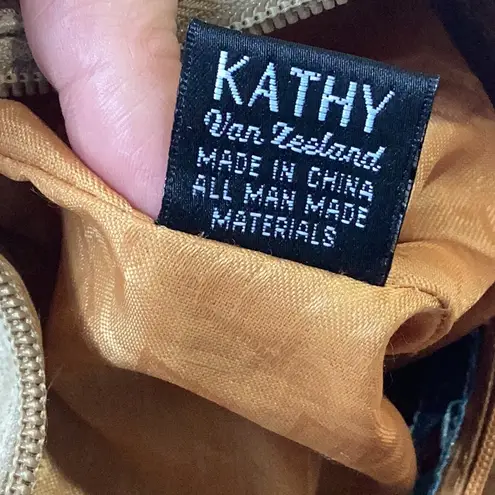 KATHY
Van Zeeland
MADE IN CHINA
ALL MAN MADE
MATERIALS